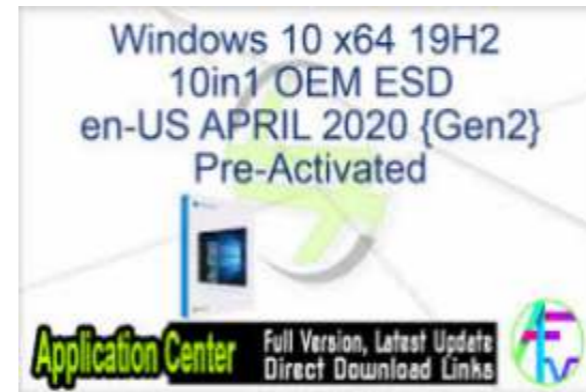 Windows 10 x64 19H2
10in1 OEM ESD
en-US APRIL 2020 {Gen2}
Pre-Activated
Application Center
Full Version, Latest Update
Direct Download Links